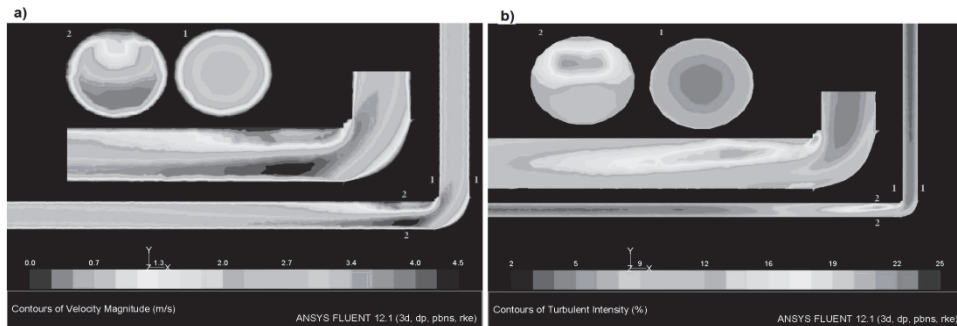 a)
2 1
1 1
2
2
Y
Z X
0.0 0.7 1.3 2.0 2.7 3.4 4.0 4.5
Contours of Velocity Magnitude (m/s)
ANSYS FLUENT 12.1 (3d, dp, pbns, rke)
b)
2 1
1 1
2
2
Y
Z X
2 5 9 12 16 19 22 25
Contours of Turbulent Intensity (%)
ANSYS FLUENT 12.1 (3d, dp, pbns, rke)